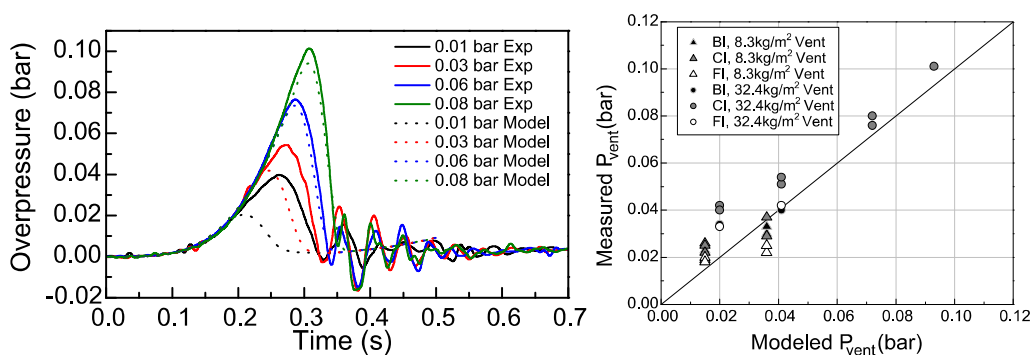 Overpressure (bar)
0.10
0.08
0.06
0.04
0.02
0.00
-0.02
0.01 bar Exp
0.03 bar Exp
0.06 bar Exp
0.08 bar Exp
0.01 bar Model
0.03 bar Model
0.06 bar Model
0.08 bar Model
0.0 0.1 0.2 0.3 0.4 0.5 0.6 0.7
Time (s)
Measured P_vent(bar)
0.12
0.10
0.08
0.06
0.04
0.02
0.00
BI, 8.3kg/m² Vent
CI, 8.3kg/m² Vent
FI, 8.3kg/m² Vent
BI, 32.4kg/m² Vent
CI, 32.4kg/m² Vent
FI, 32.4kg/m² Vent
0.00 0.02 0.04 0.06 0.08 0.10 0.12
Modeled P_vent(bar)